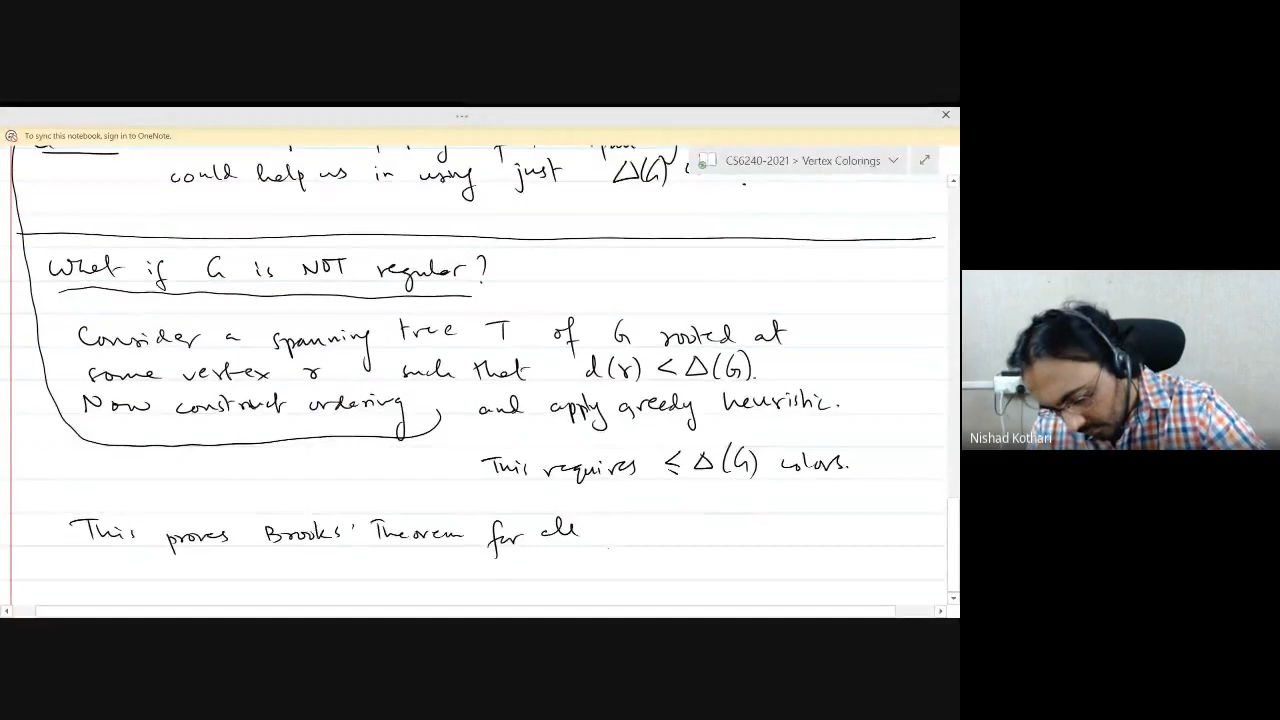 To sync this notebook, sign in to OneNote.
CS6240-2021 > Vertex Colorings
could help us in using just Δ(G)
What if G is NOT regular?
Consider a spanning tree T of G rooted at
some vertex r such that d(r) < Δ(G).
Now construct ordering, and apply greedy heuristic.
This requires ≤ Δ(G) colors.
This proves Brooks' Theorem for all
Nishad Kothari